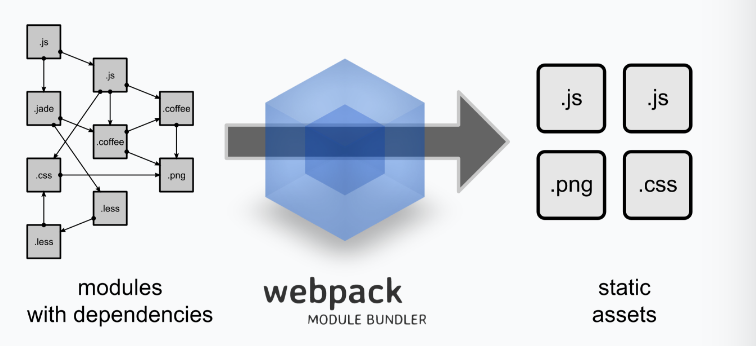 .js
.js
.jade
.coffee
.coffee
.css
.png
.less
.less
modules
with dependencies
webpack
MODULE BUNDLER
.js
.js
.png
.css
static
assets